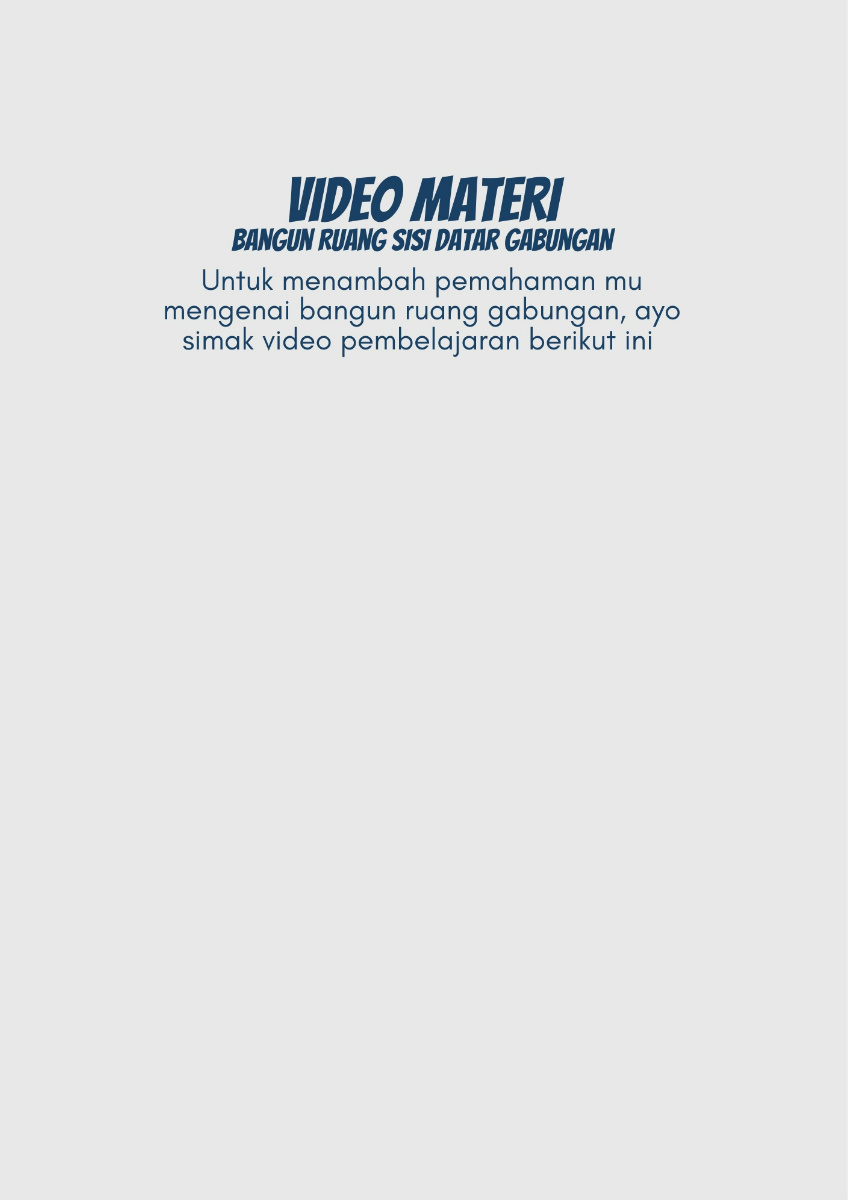 VIDEO MATERI
BANGUN RUANG SISI DATAR GABUNGAN
Untuk menambah pemahaman mu
mengenai bangun ruang gabungan, ayo
simak video pembelajaran berikut ini